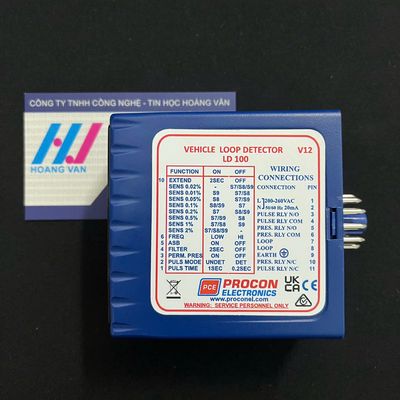 CÔNG TY TNHH CÔNG NGHỆ - TIN HỌC HOÀNG VÂN
HOANG VAN
VEHICLE LOOP DETECTOR V12
LD 100
FUNCTION ON OFF
10 EXTEND 2SEC OFF
SENS 0.02% - S7/S8/S9
SENS 0.01% S9 S7/S8
SENS 0.05% S8 S7/S9
SENS 0.1% S8/S9 S7
SENS 0.2% S7 S8/S9
SENS 0.5% S7/S9 S8
SENS 1% S7/S8 S9
SENS 2% S7/S8/S9 -
6 FREQ LOW HI
5 ASB ON OFF
4 FILTER 2SEC OFF
3 PERM. PRES ON OFF
2 PULS MODE UNDET DET
1 PULS TIME 1SEC 0.2SEC
WIRING
CONNECTIONS
CONNECTION PIN
L 200-260VAC 1
N 50/60 Hz 20mA 2
PULSE RLY N/O 3
PULSE RLY COM 4
PRES. RLY N/O 5
PRES. RLY COM 6
LOOP 7
LOOP 8
EARTH 9
PRES. RLY N/C 10
PULSE RLY N/C 11
PCE PROCON
ELECTRONICS
www.proconel.com
UK
CA
CE
WARNING: SERVICE PERSONNEL ONLY